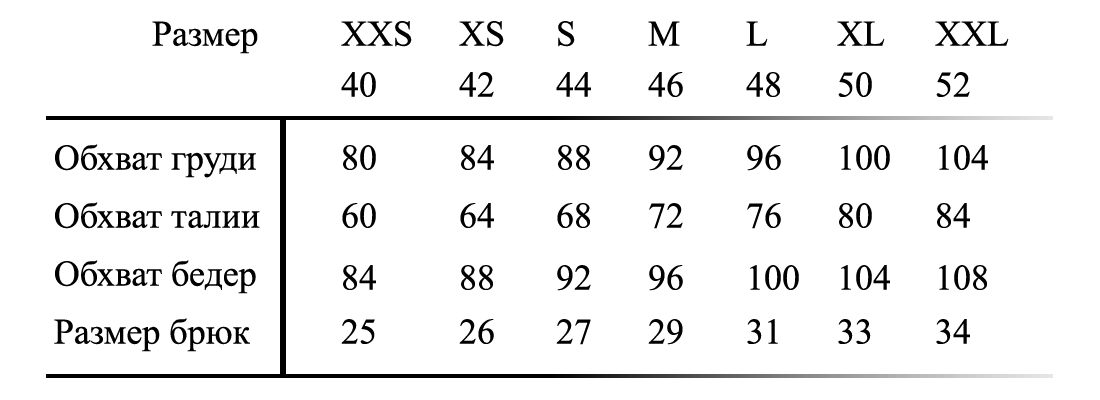 Размер XXS XS S M L XL XXL
40 42 44 46 48 50 52
Обхват груди 80 84 88 92 96 100 104
Обхват талии 60 64 68 72 76 80 84
Обхват бедер 84 88 92 96 100 104 108
Размер брюк 25 26 27 29 31 33 34